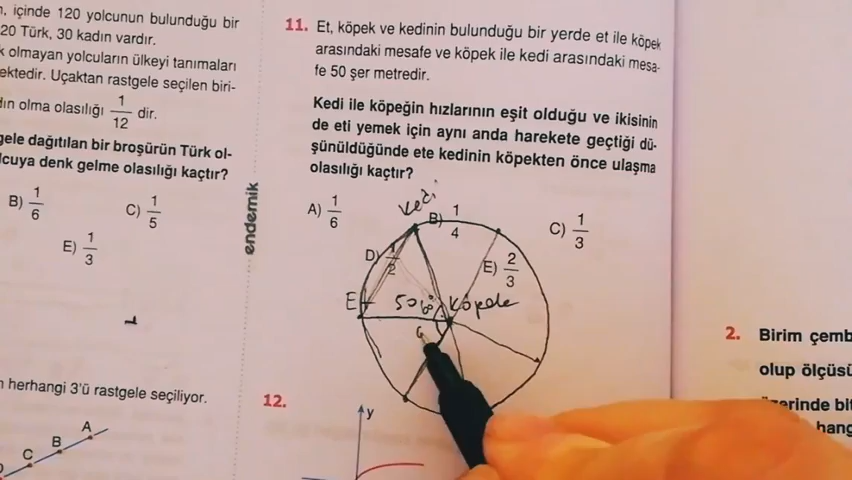 n, içinde 120 yolcunun bulunduğu bir
20 Türk, 30 kadın vardır.
k olmayan yolcuların ülkeyi tanımaları
ektedir. Uçaktan rastgele seçilen biri-
dın olma olasılığı 1/12 dir.
gele dağıtılan bir broşürün Türk ol-
lcuya denk gelme olasılığı kaçtır?
B) 1/6
C) 1/5
E) 1/3
n herhangi 3'ü rastgele seçiliyor.
A
B
C
endemik
11. Et, köpek ve kedinin bulunduğu bir yerde et ile köpek
arasındaki mesafe ve köpek ile kedi arasındaki mesa-
fe 50 şer metredir.
Kedi ile köpeğin hızlarının eşit olduğu ve ikisinin
de eti yemek için aynı anda harekete geçtiği dü-
şünüldüğünde ete kedinin köpekten önce ulaşma
olasılığı kaçtır?
A) 1/6
B) 1/4
C) 1/3
D) 1/2
E) 2/3
Kedi
Et
50
60°
Köpek
12.
y
2. Birim çemb
olup ölçüsü
üzerinde bit
hang